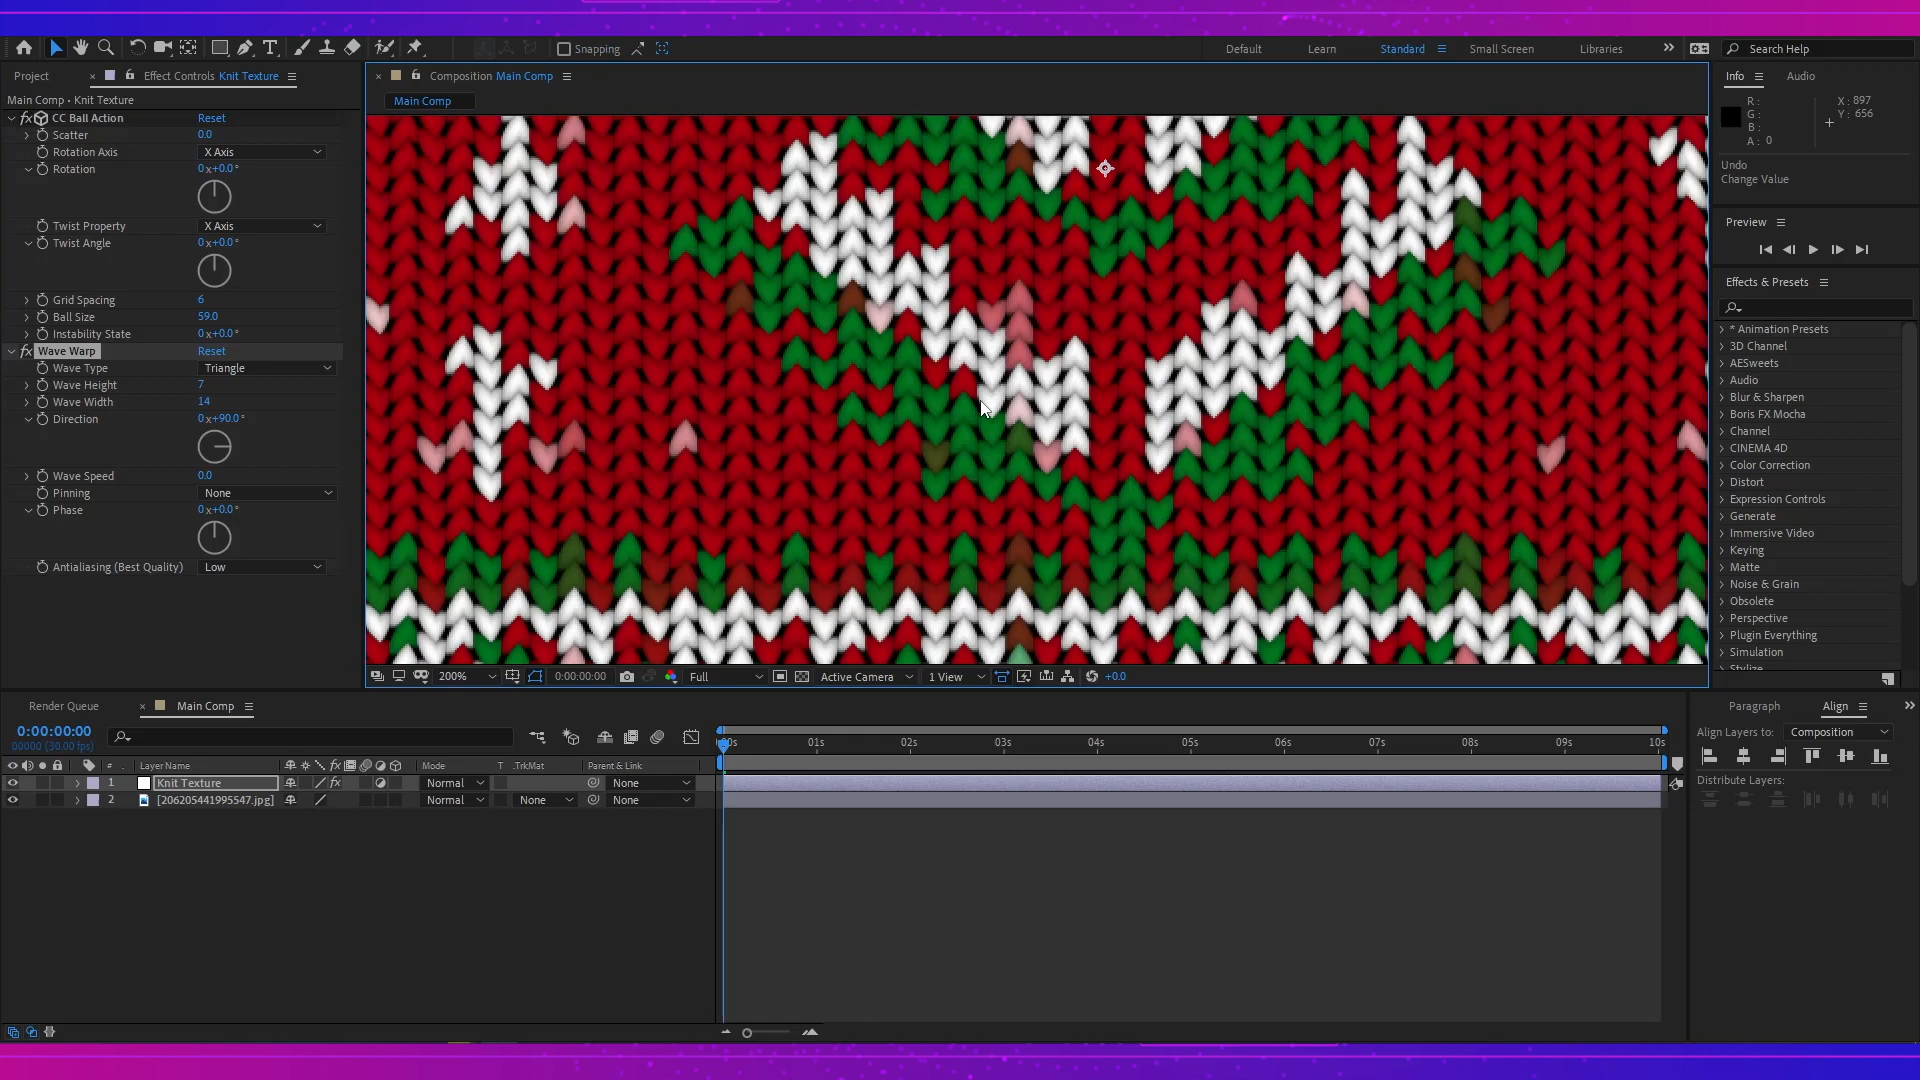 Snapping
Default
Learn
Standard
Small Screen
Libraries
Search Help
Project
Effect Controls Knit Texture
Composition Main Comp
Info
Audio
Main Comp • Knit Texture
Main Comp
R :
G :
B :
A : 0
X : 897
Y : 656
fx CC Ball Action Reset
Scatter 0.0
Rotation Axis X Axis
Rotation 0x+0.0°
Undo
Change Value
Twist Property X Axis
Twist Angle 0x+0.0°
Preview
Grid Spacing 6
Ball Size 59.0
Instability State 0x+0.0°
fx Wave Warp Reset
Wave Type Triangle
Wave Height 7
Wave Width 14
Direction 0x+90.0°
Wave Speed 0.0
Pinning None
Phase 0x+0.0°
Antialiasing (Best Quality) Low
Effects & Presets
* Animation Presets
3D Channel
AESweets
Audio
Blur & Sharpen
Boris FX Mocha
Channel
CINEMA 4D
Color Correction
Distort
Expression Controls
Generate
Immersive Video
Keying
Matte
Noise & Grain
Obsolete
Perspective
Plugin Everything
Simulation
Stylize
200%
0:00:00:00
Full
Active Camera
1 View
+0.0
Render Queue
Main Comp
Paragraph
Align
0:00:00:00
00000 (30.00 fps)
Align Layers to: Composition
00s 01s 02s 03s 04s 05s 06s 07s 08s 09s 10s
# Layer Name fx Mode T .TrkMat Parent & Link
1 Knit Texture fx Normal None
2 [206205441995547.jpg] Normal None None
Distribute Layers: